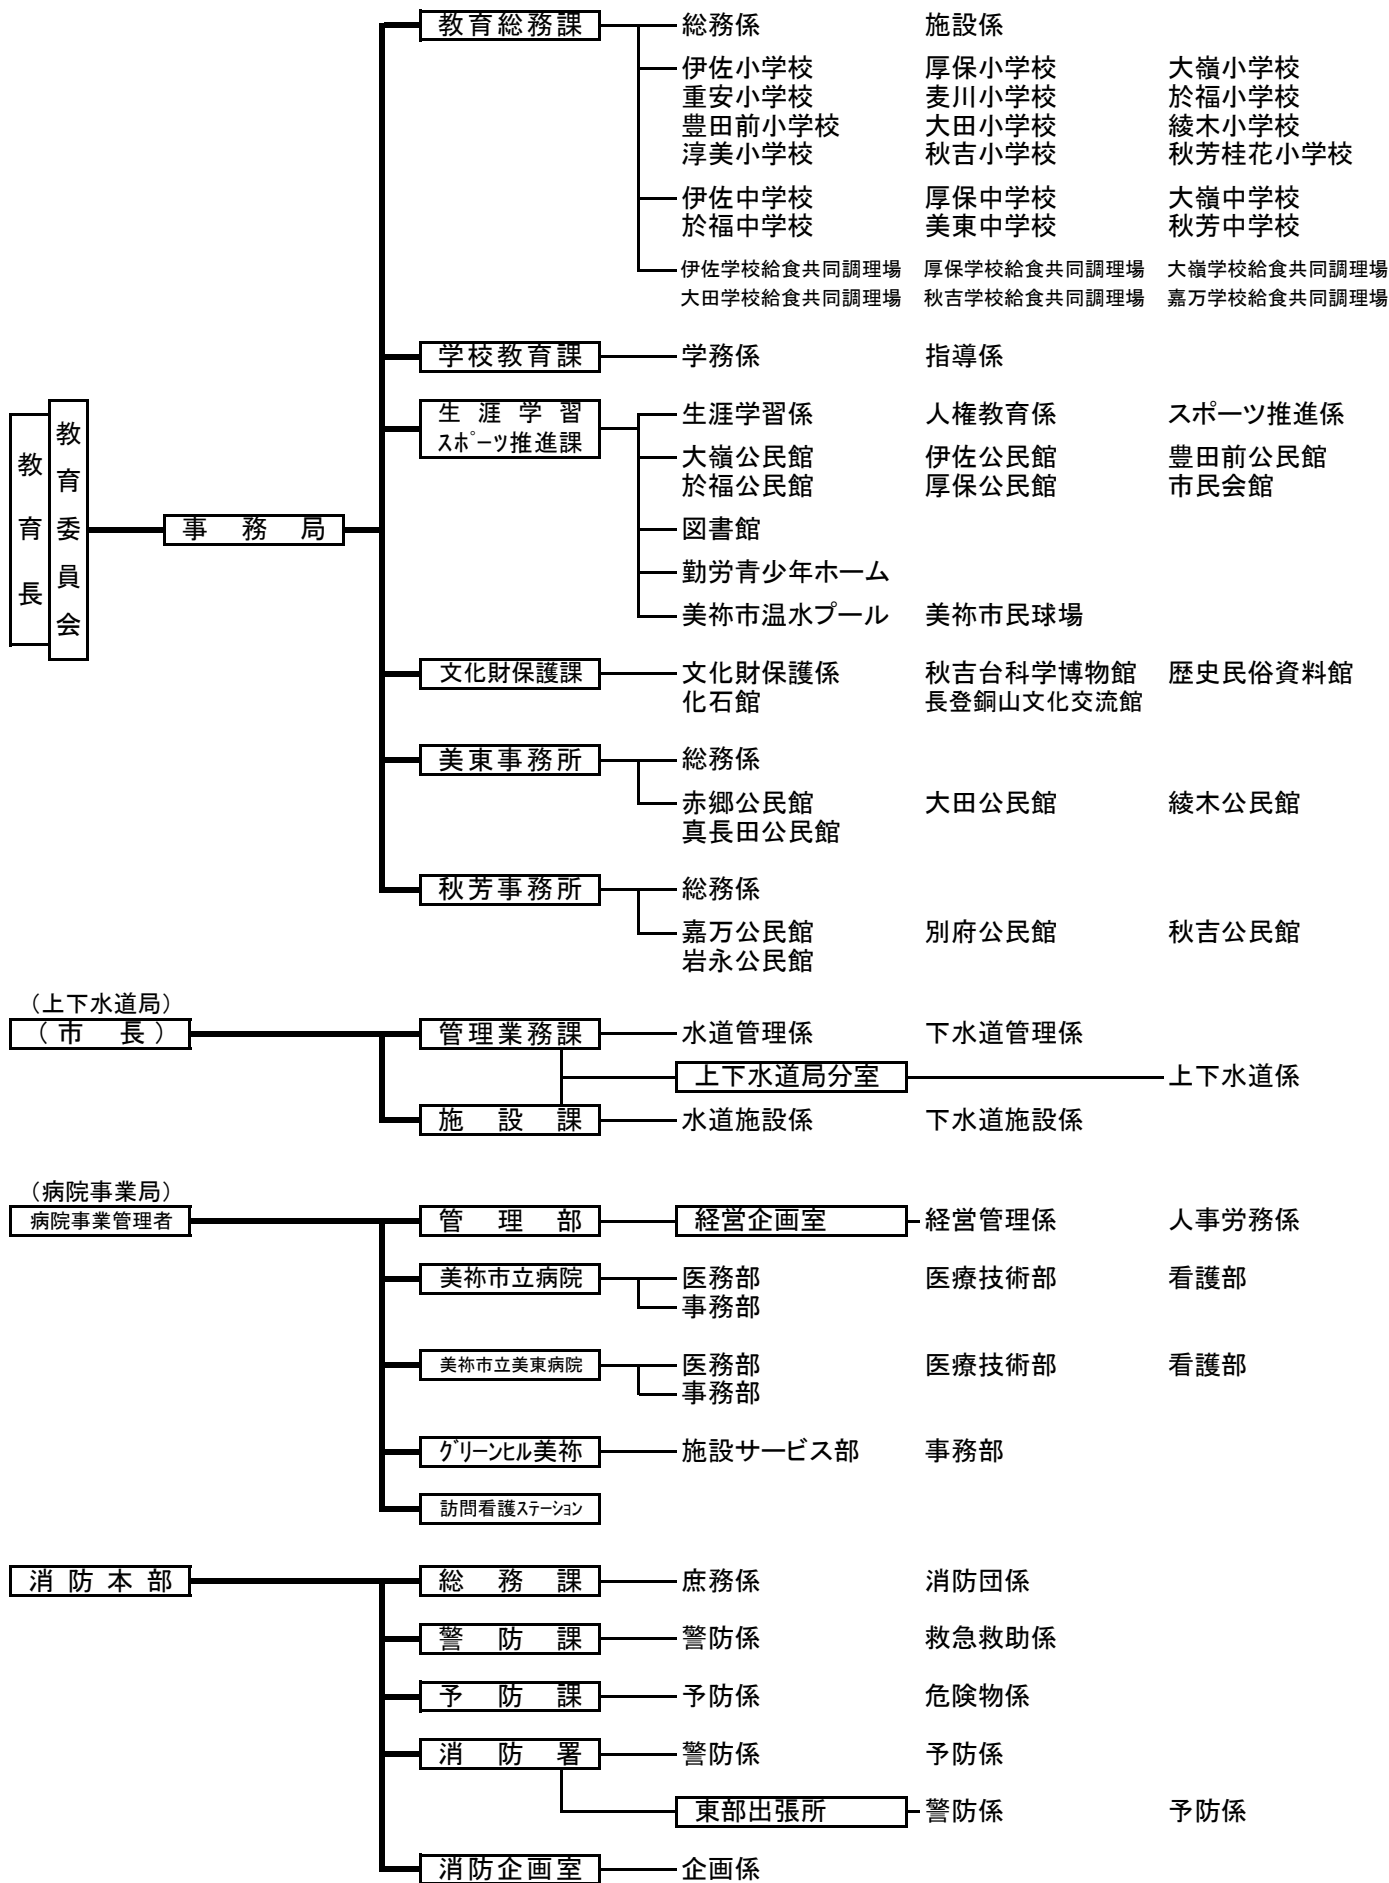 教育総務課 総務係 施設係
伊佐小学校 厚保小学校 大嶺小学校
重安小学校 麦川小学校 於福小学校
豊田前小学校 大田小学校 綾木小学校
淳美小学校 秋吉小学校 秋芳桂花小学校
伊佐中学校 厚保中学校 大嶺中学校
於福中学校 美東中学校 秋芳中学校
伊佐学校給食共同調理場 厚保学校給食共同調理場 大嶺学校給食共同調理場
大田学校給食共同調理場 秋吉学校給食共同調理場 嘉万学校給食共同調理場
学校教育課 学務係 指導係
教育長
教育委員会
事務局
生涯学習
スポーツ推進課
生涯学習係 人権教育係 スポーツ推進係
大嶺公民館 伊佐公民館 豊田前公民館
於福公民館 厚保公民館 市民会館
図書館
勤労青少年ホーム
美祢市温水プール 美祢市民球場
文化財保護課 文化財保護係 秋吉台科学博物館 歴史民俗資料館
化石館 長登銅山文化交流館
美東事務所 総務係
赤郷公民館 大田公民館 綾木公民館
真長田公民館
秋芳事務所 総務係
嘉万公民館 別府公民館 秋吉公民館
岩永公民館
（上下水道局）
（市長） 管理業務課 水道管理係 下水道管理係
上下水道局分室 上下水道係
施設課 水道施設係 下水道施設係
（病院事業局）
病院事業管理者 管理部 経営企画室 経営管理係 人事労務係
美祢市立病院 医務部 医療技術部 看護部
事務部
美祢市立美東病院 医務部 医療技術部 看護部
事務部
グリーンヒル美祢 施設サービス部 事務部
訪問看護ステーション
消防本部 総務課 庶務係 消防団係
警防課 警防係 救急救助係
予防課 予防係 危険物係
消防署 警防係 予防係
東部出張所 警防係 予防係
消防企画室 企画係